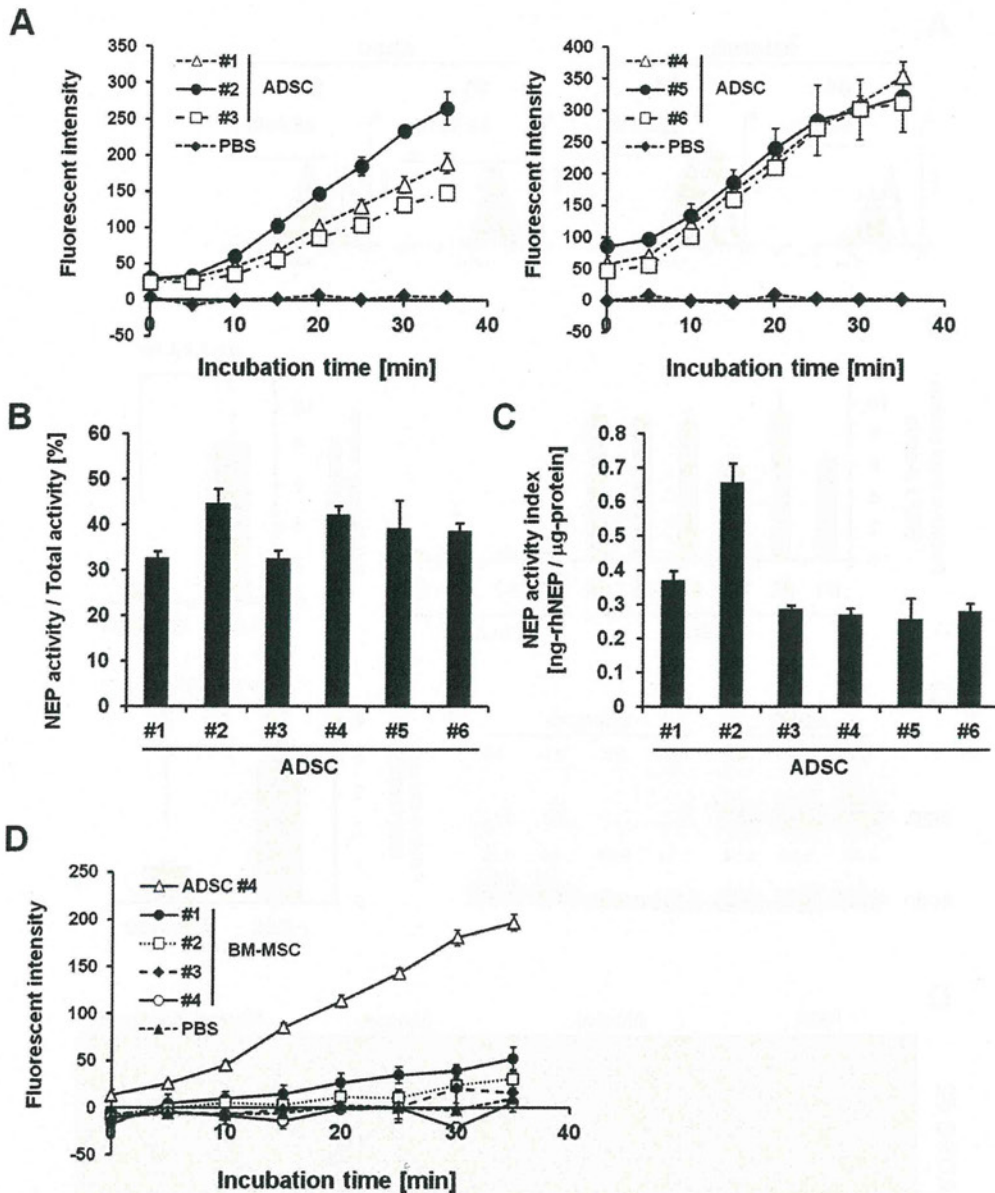 A
Fluorescent intensity
350
300
250
200
150
100
50
0
-50
#1
#2
#3
ADSC
PBS
0 10 20 30 40
Incubation time [min]
Fluorescent intensity
400
350
300
250
200
150
100
50
0
-50
#4
#5
#6
ADSC
PBS
0 10 20 30 40
Incubation time [min]
B
NEP activity / Total activity [%]
60
50
40
30
20
10
0
#1 #2 #3 #4 #5 #6
ADSC
C
NEP activity index
[ng-rhNEP / µg-protein]
0.8
0.7
0.6
0.5
0.4
0.3
0.2
0.1
0
#1 #2 #3 #4 #5 #6
ADSC
D
Fluorescent intensity
250
200
150
100
50
0
-50
ADSC #4
#1
#2
#3
#4
BM-MSC
PBS
10 20 30 40
Incubation time [min]